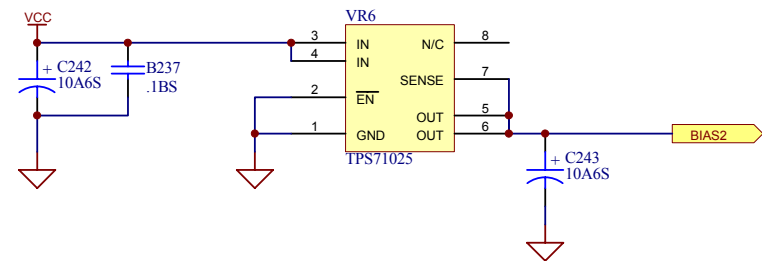 VCC
VR6
3 IN N/C 8
4 IN
+ C242
10A6S
B237
.1BS
SENSE 7
2 EN
OUT 5
1 GND OUT 6
BIAS2
TPS71025
+ C243
10A6S